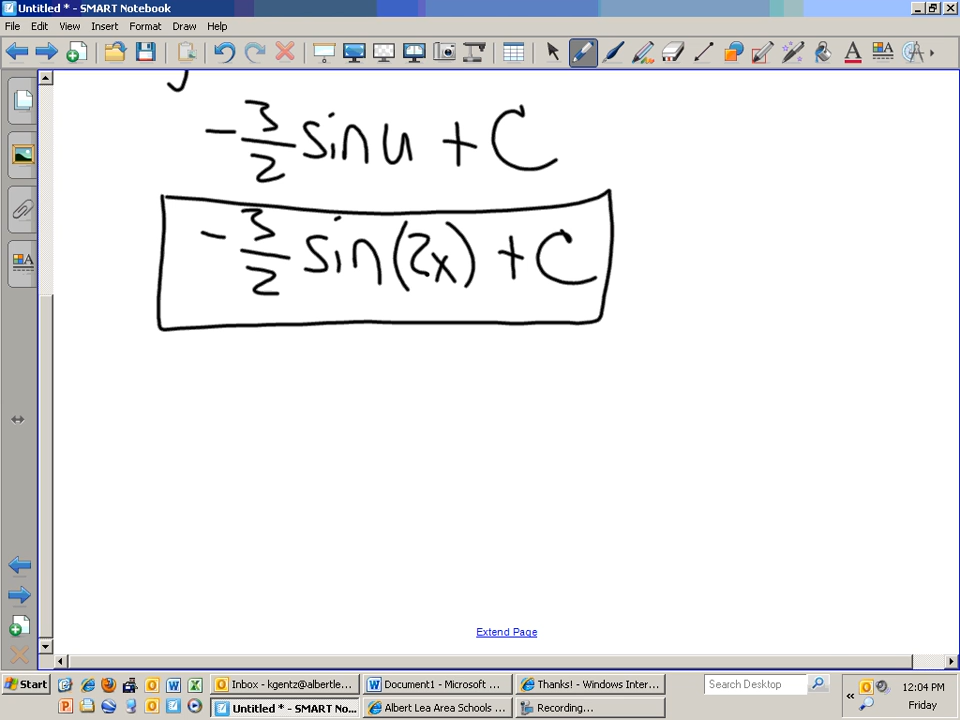 Untitled * - SMART Notebook
File Edit View Insert Format Draw Help
-3/2 sin u + C
-3/2 sin(2x) + C
Extend Page
Start
Inbox - kgentz@albertle...
Document1 - Microsoft ...
Thanks! - Windows Inter...
Search Desktop
12:04 PM
Untitled * - SMART No...
Albert Lea Area Schools ...
Recording...
Friday